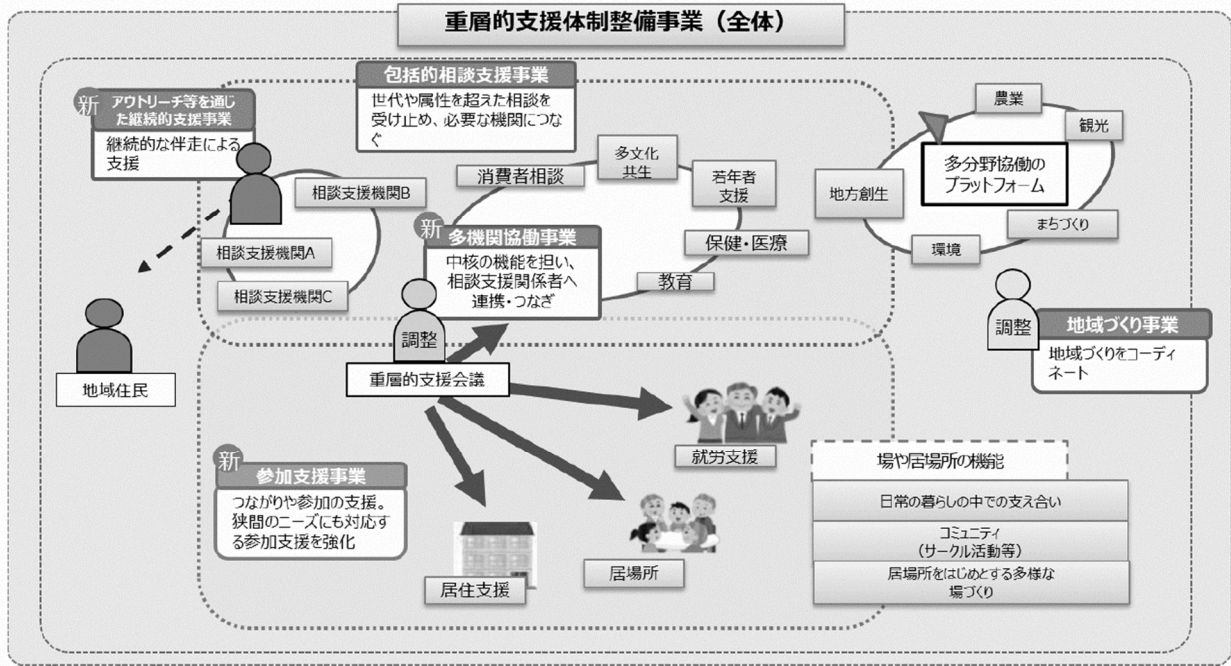 重層的支援体制整備事業（全体）
包括的相談支援事業
世代や属性を超えた相談を
受け止め、必要な機関につな
ぐ
新
アウトリーチ等を通じ
た継続的支援事業
継続的な伴走による
支援
相談支援機関B
相談支援機関A
相談支援機関C
地域住民
消費者相談
多文化
共生
若年者
支援
保健・医療
教育
新
多機関協働事業
中核の機能を担い、
相談支援関係者へ
連携・つなぎ
調整
重層的支援会議
農業
観光
多分野協働の
プラットフォーム
地方創生
まちづくり
環境
調整
地域づくり事業
地域づくりをコーディ
ネート
新
参加支援事業
つながりや参加の支援。
狭間のニーズにも対応す
る参加支援を強化
就労支援
居場所
居住支援
場や居場所の機能
日常の暮らしの中での支え合い
コミュニティ
（サークル活動等）
居場所をはじめとする多様な
場づくり